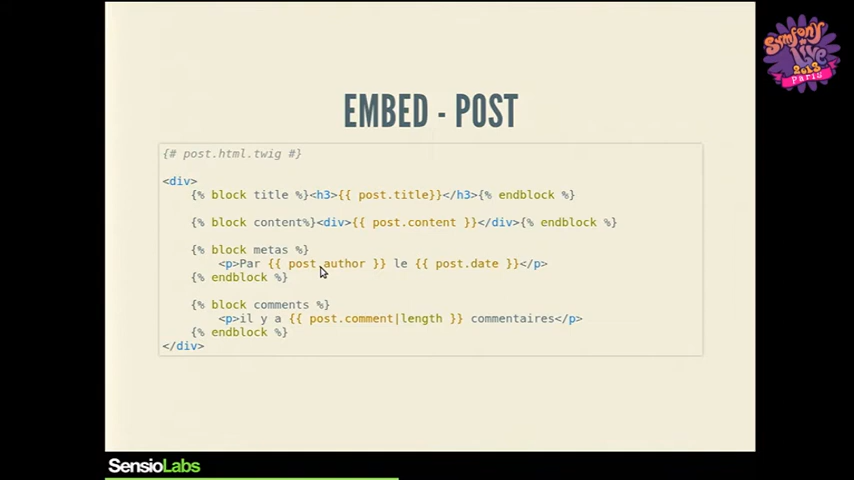 Symfony
Live
2013
Paris
EMBED - POST
{# post.html.twig #}
<div>
{% block title %}<h3>{{ post.title}}</h3>{% endblock %}
{% block content%}<div>{{ post.content }}</div>{% endblock %}
{% block metas %}
<p>Par {{ post.author }} le {{ post.date }}</p>
{% endblock %}
{% block comments %}
<p>il y a {{ post.comment|length }} commentaires</p>
{% endblock %}
</div>
SensioLabs